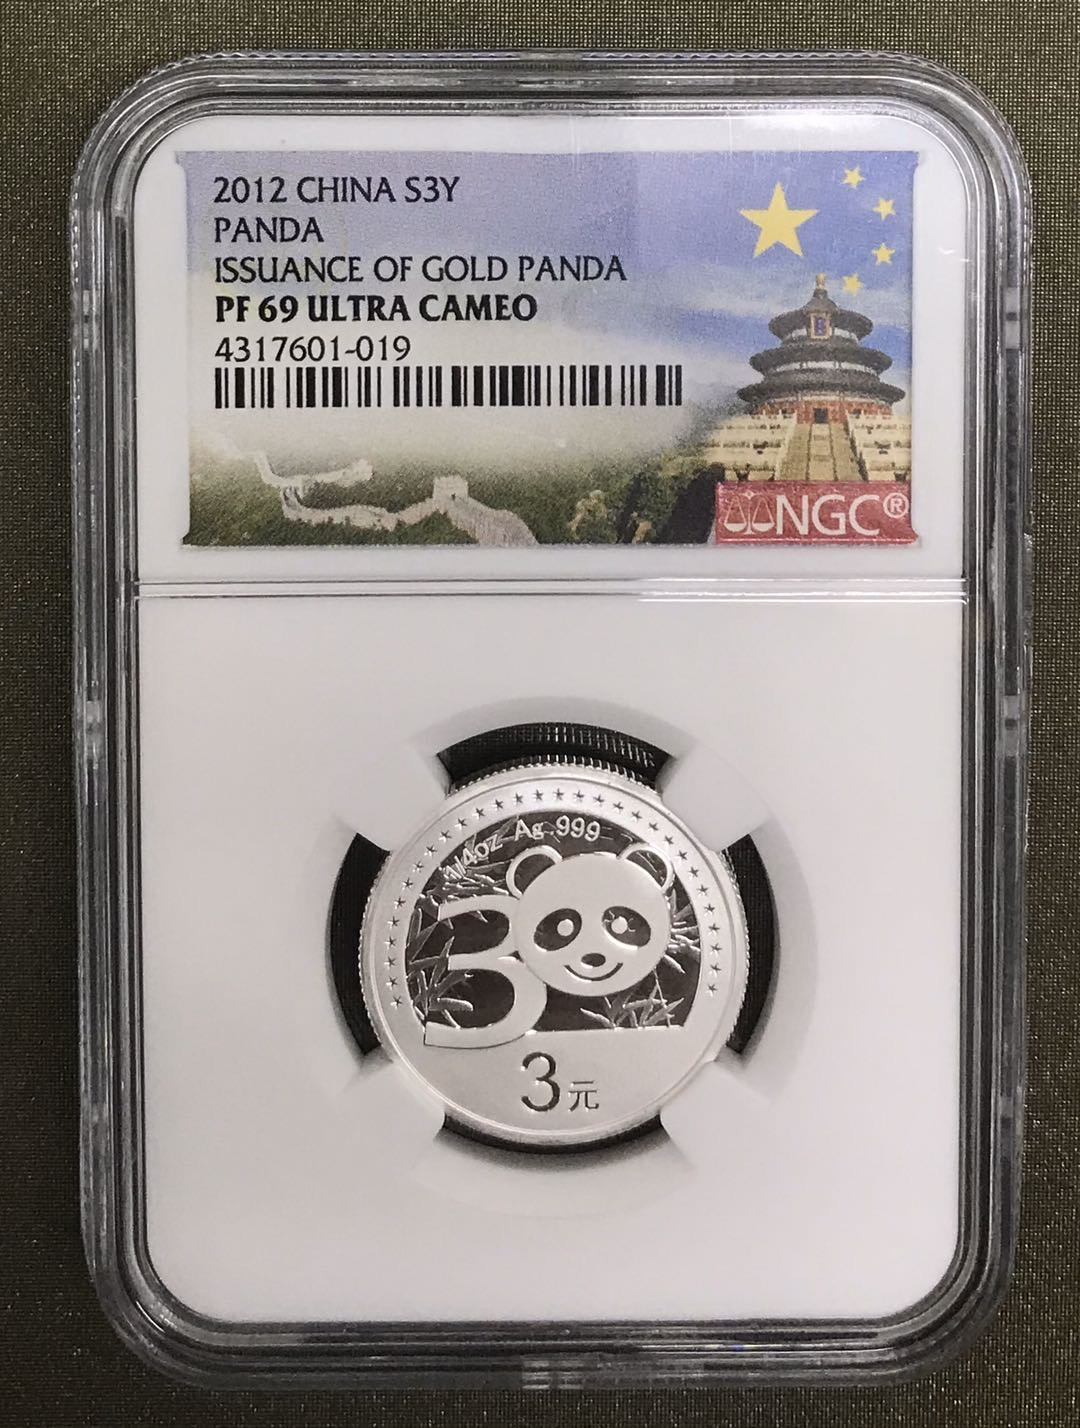 2012 CHINA S3Y
PANDA
ISSUANCE OF GOLD PANDA
PF 69 ULTRA CAMEO
4317601-019
NGC®
1/4oz Ag.999
30
3元